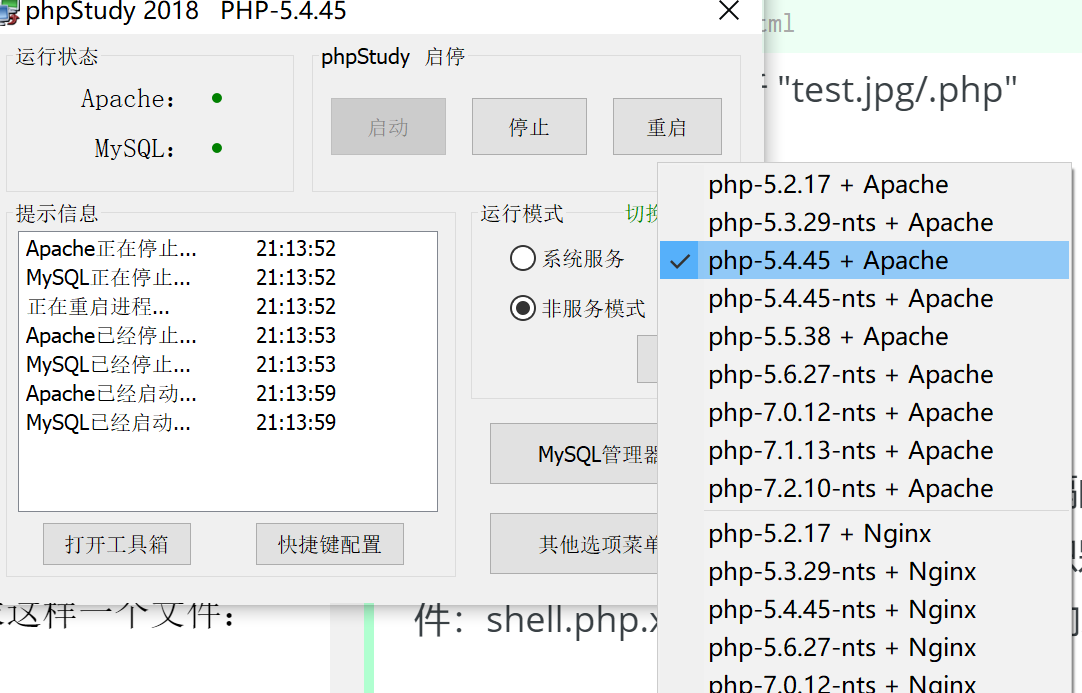 phpStudy 2018 PHP-5.4.45
运行状态
Apache:
MySQL:
phpStudy 启停
启动
停止
重启
"test.jpg/.php"
提示信息
Apache正在停止... 21:13:52
MySQL正在停止... 21:13:52
正在重启进程... 21:13:52
Apache已经停止... 21:13:53
MySQL已经停止... 21:13:53
Apache已经启动... 21:13:59
MySQL已经启动... 21:13:59
打开工具箱
快捷键配置
运行模式
切换
系统服务
非服务模式
MySQL管理器
其他选项菜单
php-5.2.17 + Apache
php-5.3.29-nts + Apache
php-5.4.45 + Apache
php-5.4.45-nts + Apache
php-5.5.38 + Apache
php-5.6.27-nts + Apache
php-7.0.12-nts + Apache
php-7.1.13-nts + Apache
php-7.2.10-nts + Apache
php-5.2.17 + Nginx
php-5.3.29-nts + Nginx
php-5.4.45-nts + Nginx
php-5.6.27-nts + Nginx
php-7.0.12-nts + Nginx
这样一个文件：
件：shell.php.x